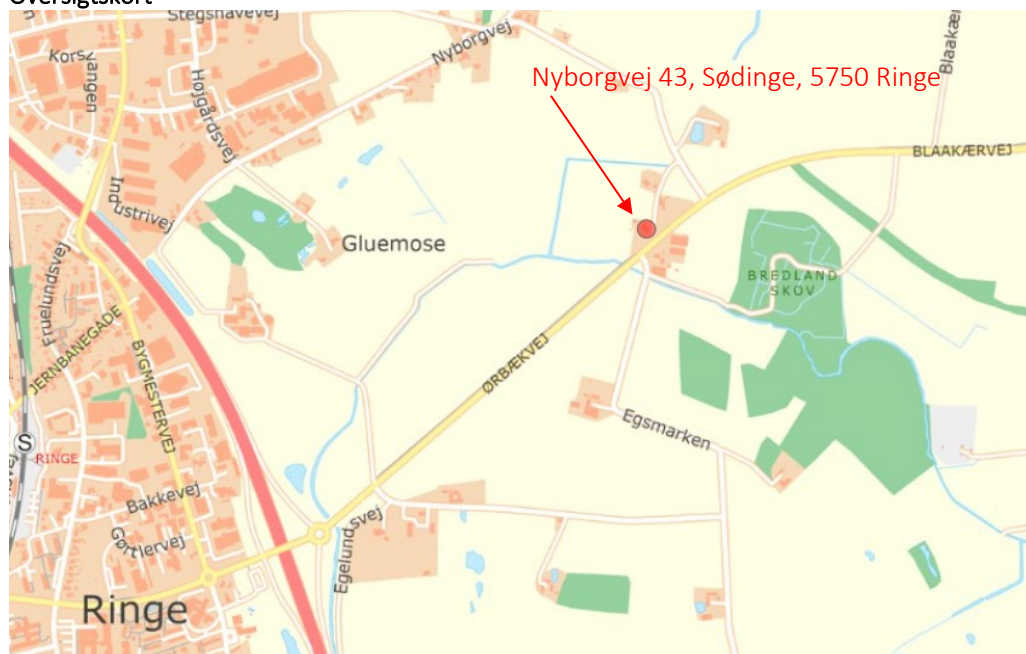 Oversigtskort
Stegshavevej
Korsvangen
Højgårdsvej
Nyborgvej
Blaakær
Nyborgvej 43, Sødinge, 5750 Ringe
BLAAKÆRVEJ
Industrivej
Gluemose
BREDLAND
SKOV
Fruelundsvej
JERNBANEGADE
BYGMESTERVEJ
ØRBÆKVEJ
Egsmarken
S
RINGE
Bakkevej
Gørtlervej
Egelundsvej
Ringe